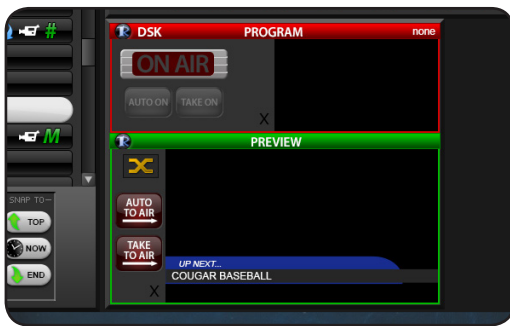 #
DSK PROGRAM none
ON AIR
AUTO ON TAKE ON
X
M
PREVIEW
SNAP TO
TOP
NOW
END
AUTO
TO AIR
TAKE
TO AIR
UP NEXT...
COUGAR BASEBALL
X